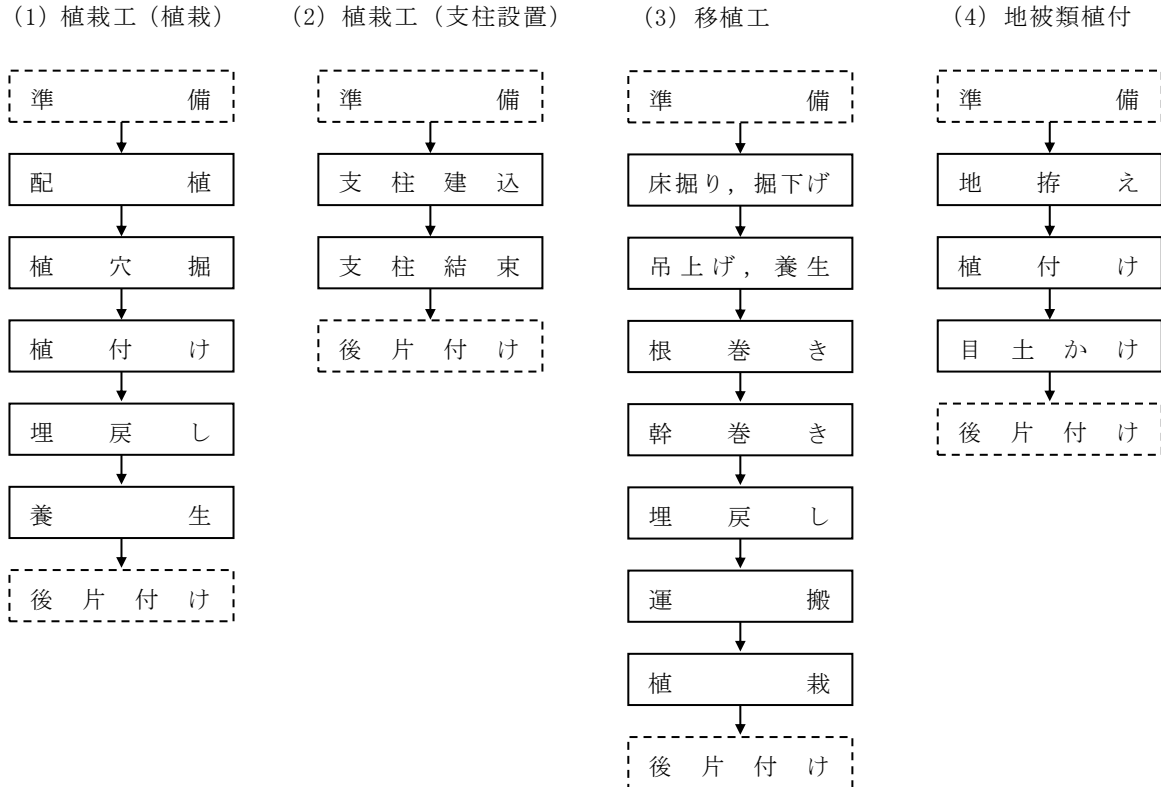 (1) 植栽工（植栽）
準備
配植
植穴掘
植付け
埋戻し
養生
後片付け
(2) 植栽工（支柱設置）
準備
支柱建込
支柱結束
後片付け
(3) 移植工
準備
床掘り，掘下げ
吊上げ，養生
根巻き
幹巻き
埋戻し
運搬
植栽
後片付け
(4) 地被類植付
準備
地拵え
植付け
目土かけ
後片付け